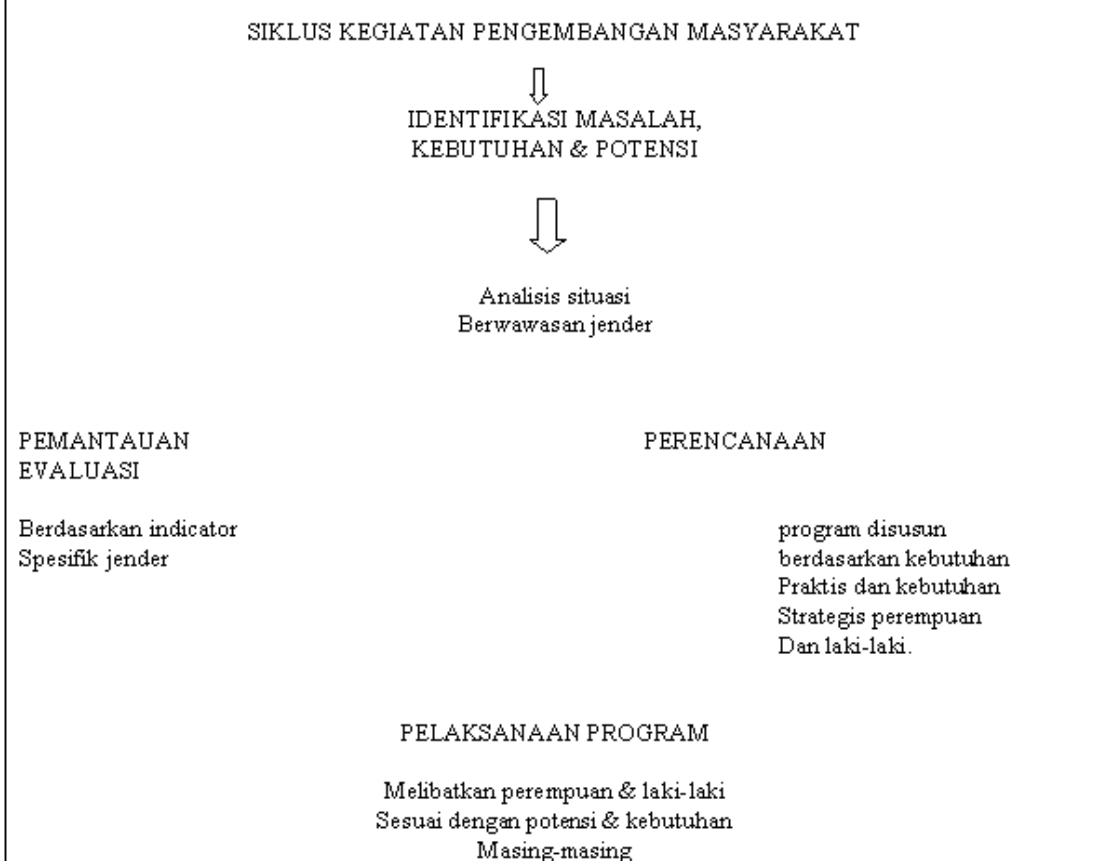 SIKLUS KEGIATAN PENGEMBANGAN MASYARAKAT
IDENTIFIKASI MASALAH,
KEBUTUHAN & POTENSI
Analisis situasi
Berwawasan jender
PEMANTAUAN
EVALUASI
Berdasarkan indicator
Spesifik jender
PERENCANAAN
program disusun
berdasarkan kebutuhan
Praktis dan kebutuhan
Strategis perempuan
Dan laki-laki.
PELAKSANAAN PROGRAM
Melibatkan perempuan & laki-laki
Sesuai dengan potensi & kebutuhan
Masing-masing